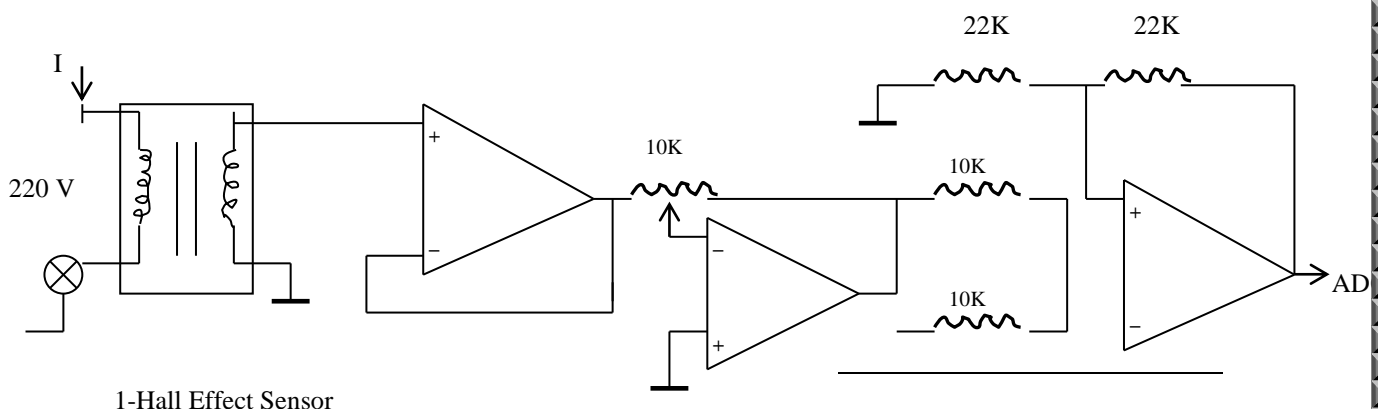 22K 22K
I
10K 10K
220 V
+ +
− −
10K
+ −
AD
1-Hall Effect Sensor